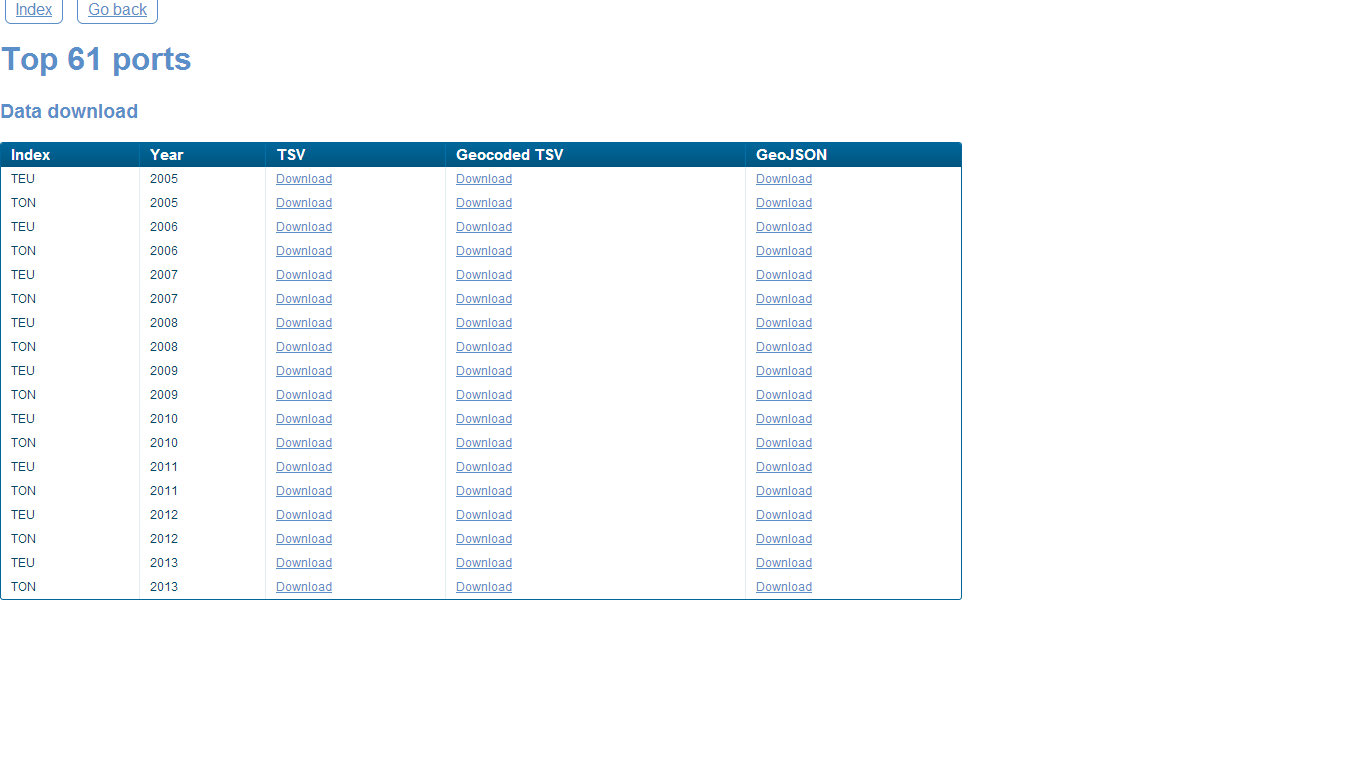 Index Go back
Top 61 ports
Data download
Index Year TSV Geocoded TSV GeoJSON
TEU 2005 Download Download Download
TON 2005 Download Download Download
TEU 2006 Download Download Download
TON 2006 Download Download Download
TEU 2007 Download Download Download
TON 2007 Download Download Download
TEU 2008 Download Download Download
TON 2008 Download Download Download
TEU 2009 Download Download Download
TON 2009 Download Download Download
TEU 2010 Download Download Download
TON 2010 Download Download Download
TEU 2011 Download Download Download
TON 2011 Download Download Download
TEU 2012 Download Download Download
TON 2012 Download Download Download
TEU 2013 Download Download Download
TON 2013 Download Download Download